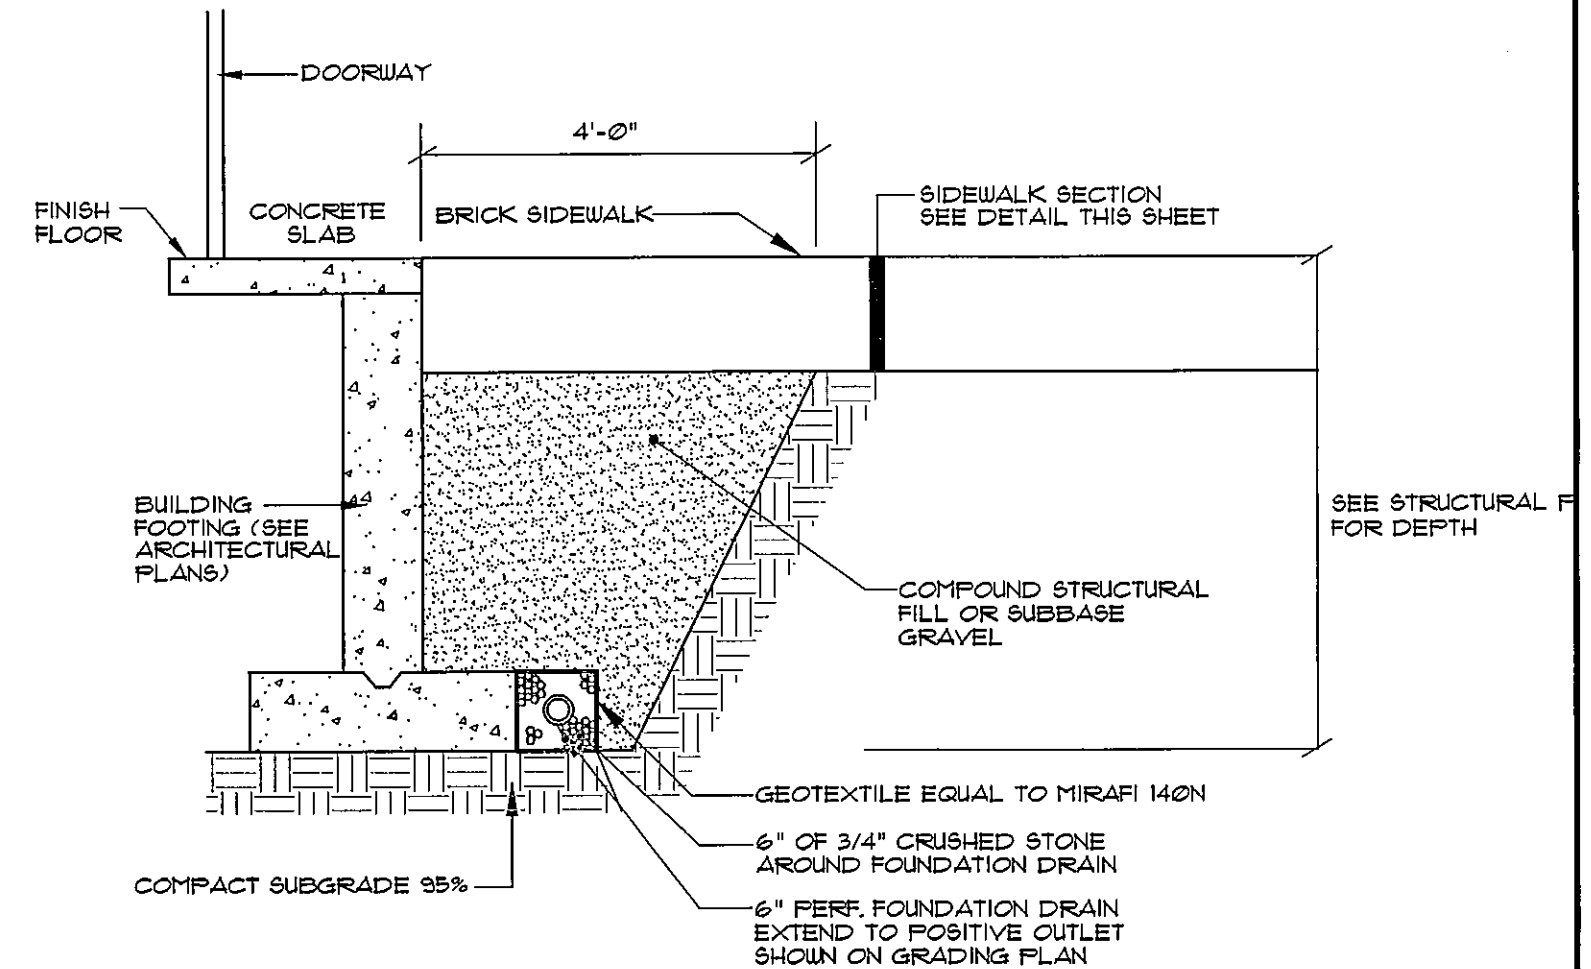 DOORWAY
4'-0"
FINISH
FLOOR
CONCRETE
SLAB
BRICK SIDEWALK
SIDEWALK SECTION
SEE DETAIL THIS SHEET
BUILDING
FOOTING (SEE
ARCHITECTURAL
PLANS)
SEE STRUCTURAL
FOR DEPTH
COMPOUND STRUCTURAL
FILL OR SUBBASE
GRAVEL
GEOTEXTILE EQUAL TO MIRAFI 140N
6" OF 3/4" CRUSHED STONE
AROUND FOUNDATION DRAIN
COMPACT SUBGRADE 95%
6" PERF. FOUNDATION DRAIN
EXTEND TO POSITIVE OUTLET
SHOWN ON GRADING PLAN